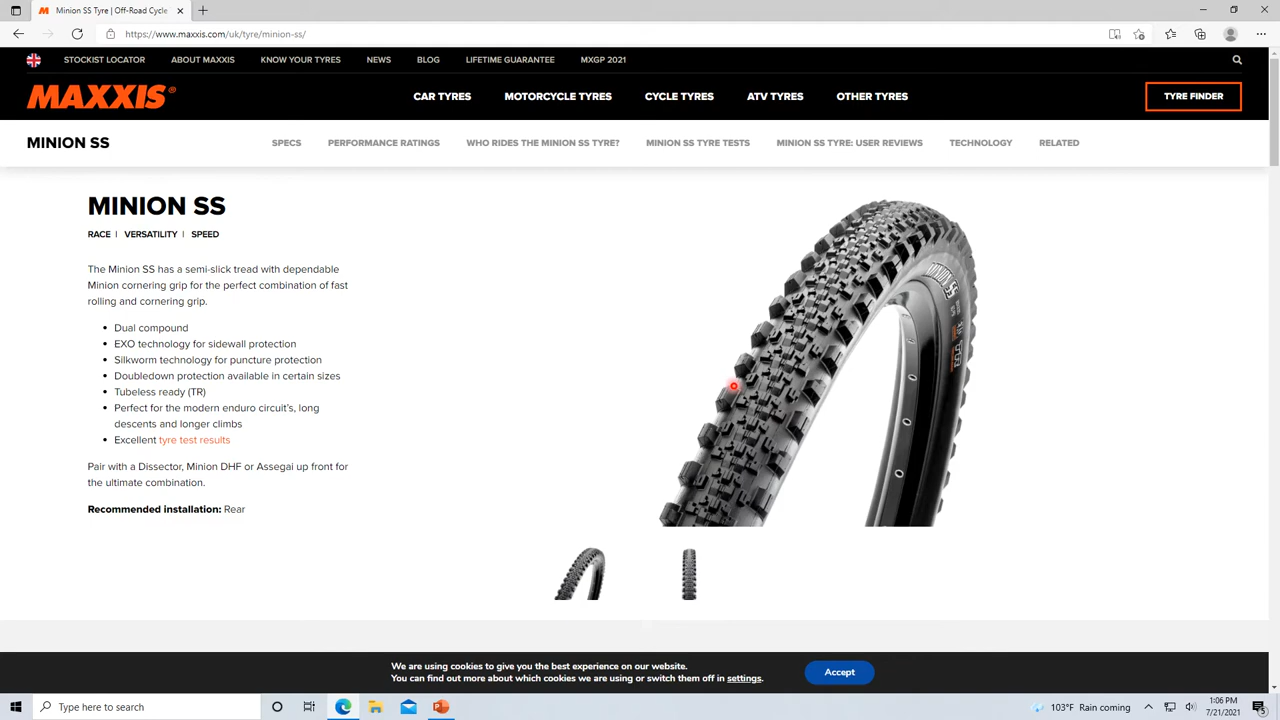 Minion SS Tyre | Off-Road Cycle
https://www.maxxis.com/uk/tyre/minion-ss/
STOCKIST LOCATOR ABOUT MAXXIS KNOW YOUR TYRES NEWS BLOG LIFETIME GUARANTEE MXGP 2021
MAXXIS® CAR TYRES MOTORCYCLE TYRES CYCLE TYRES ATV TYRES OTHER TYRES TYRE FINDER
MINION SS SPECS PERFORMANCE RATINGS WHO RIDES THE MINION SS TYRE? MINION SS TYRE TESTS MINION SS TYRE: USER REVIEWS TECHNOLOGY RELATED
MINION SS
RACE | VERSATILITY | SPEED
The Minion SS has a semi-slick tread with dependable
Minion cornering grip for the perfect combination of fast
rolling and cornering grip.
• Dual compound
• EXO technology for sidewall protection
• Silkworm technology for puncture protection
• Doubledown protection available in certain sizes
• Tubeless ready (TR)
• Perfect for the modern enduro circuit's, long
descents and longer climbs
• Excellent tyre test results
Pair with a Dissector, Minion DHF or Assegai up front for
the ultimate combination.
Recommended installation: Rear
MINION SS
We are using cookies to give you the best experience on our website.
You can find out more about which cookies we are using or switch them off in settings.
Accept
Type here to search
103°F Rain coming
1:06 PM
7/21/2021